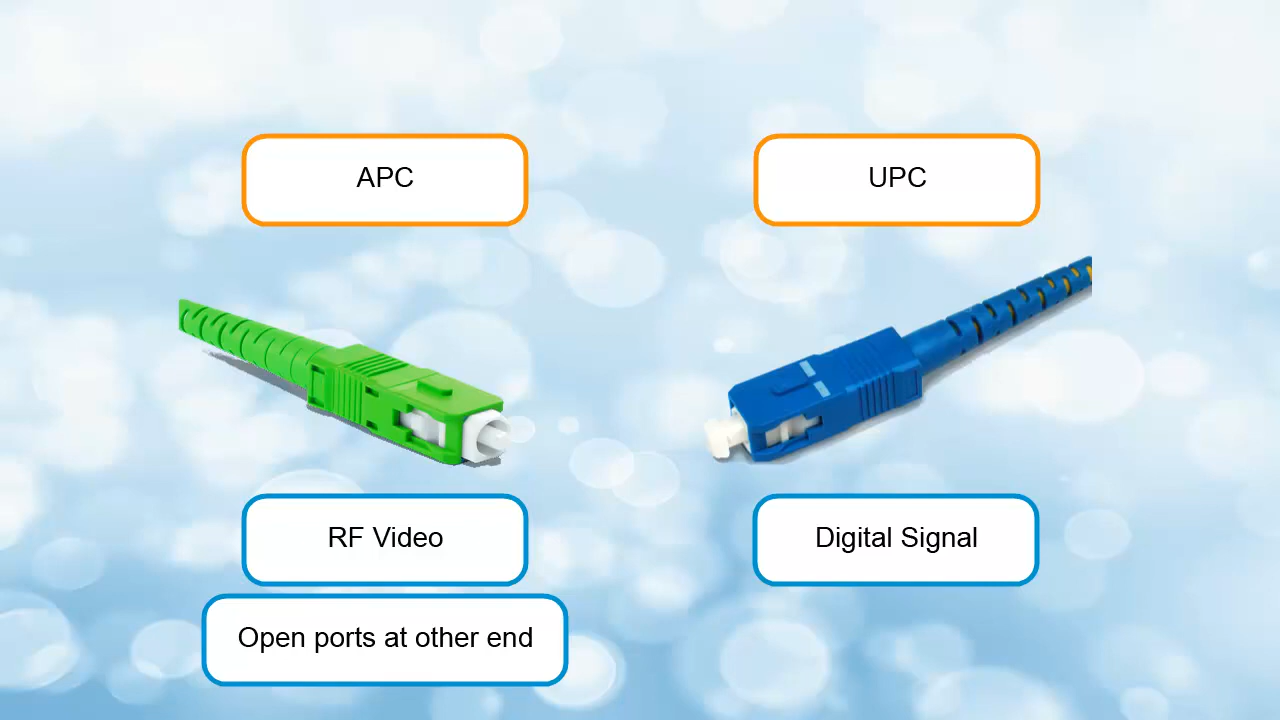 APC
UPC
RF Video
Digital Signal
Open ports at other end